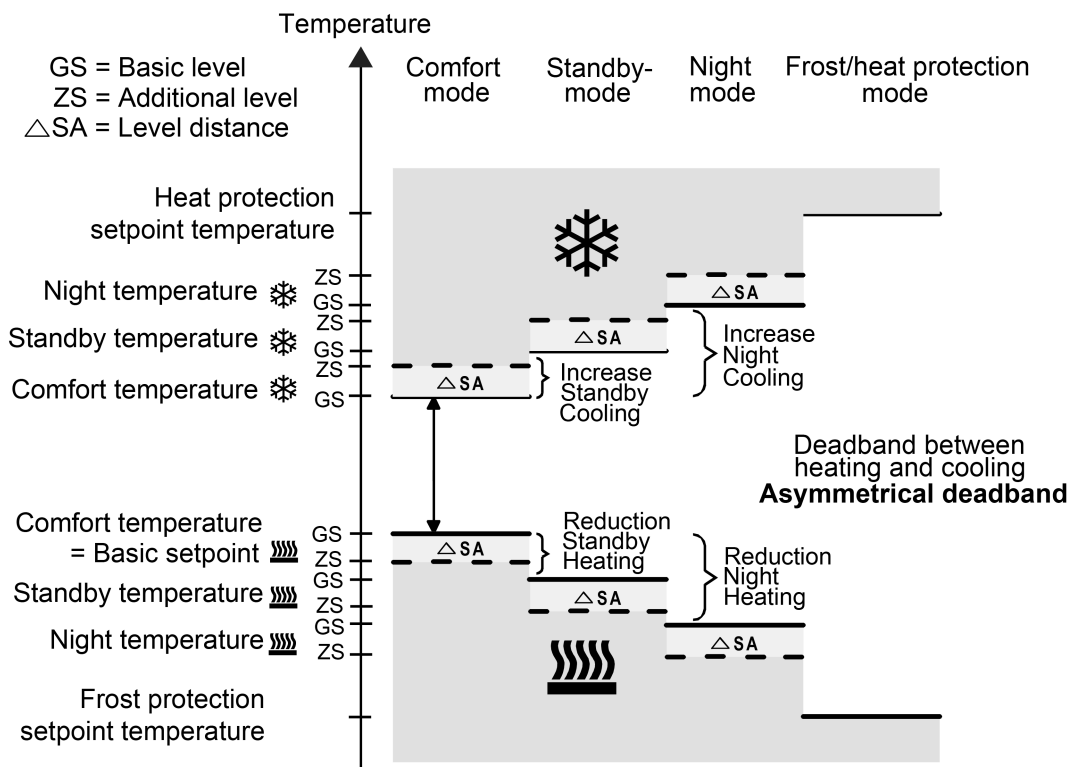 Temperature
GS = Basic level
ZS = Additional level
△SA = Level distance
Comfort
mode
Standby-
mode
Night
mode
Frost/heat protection
mode
Heat protection
setpoint temperature
Night temperature
ZS
GS
Standby temperature
ZS
GS
Comfort temperature
ZS
GS
△SA
△SA
△SA
Increase
Standby
Cooling
Increase
Night
Cooling
Deadband between
heating and cooling
Asymmetrical deadband
Comfort temperature
= Basic setpoint
GS
ZS
Standby temperature
GS
ZS
Night temperature
GS
ZS
△SA
△SA
△SA
Reduction
Standby
Heating
Reduction
Night
Heating
Frost protection
setpoint temperature